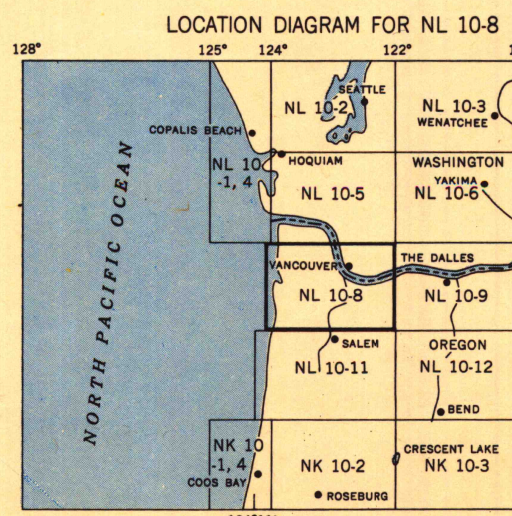 LOCATION DIAGRAM FOR NL 10-8
128°
125°
124°
122°
SEATTLE
NL 10-2
NL 10-3
WENATCHEE
COPALIS BEACH
HOQUIAM
WASHINGTON
NL 10
-1, 4
YAKIMA
NL 10-5
NL 10-6
NORTH PACIFIC OCEAN
VANCOUVER
THE DALLES
NL 10-8
NL 10-9
SALEM
OREGON
NL 10-11
NL 10-12
BEND
NK 10
-1, 4
CRESCENT LAKE
NK 10-2
NK 10-3
COOS BAY
ROSEBURG